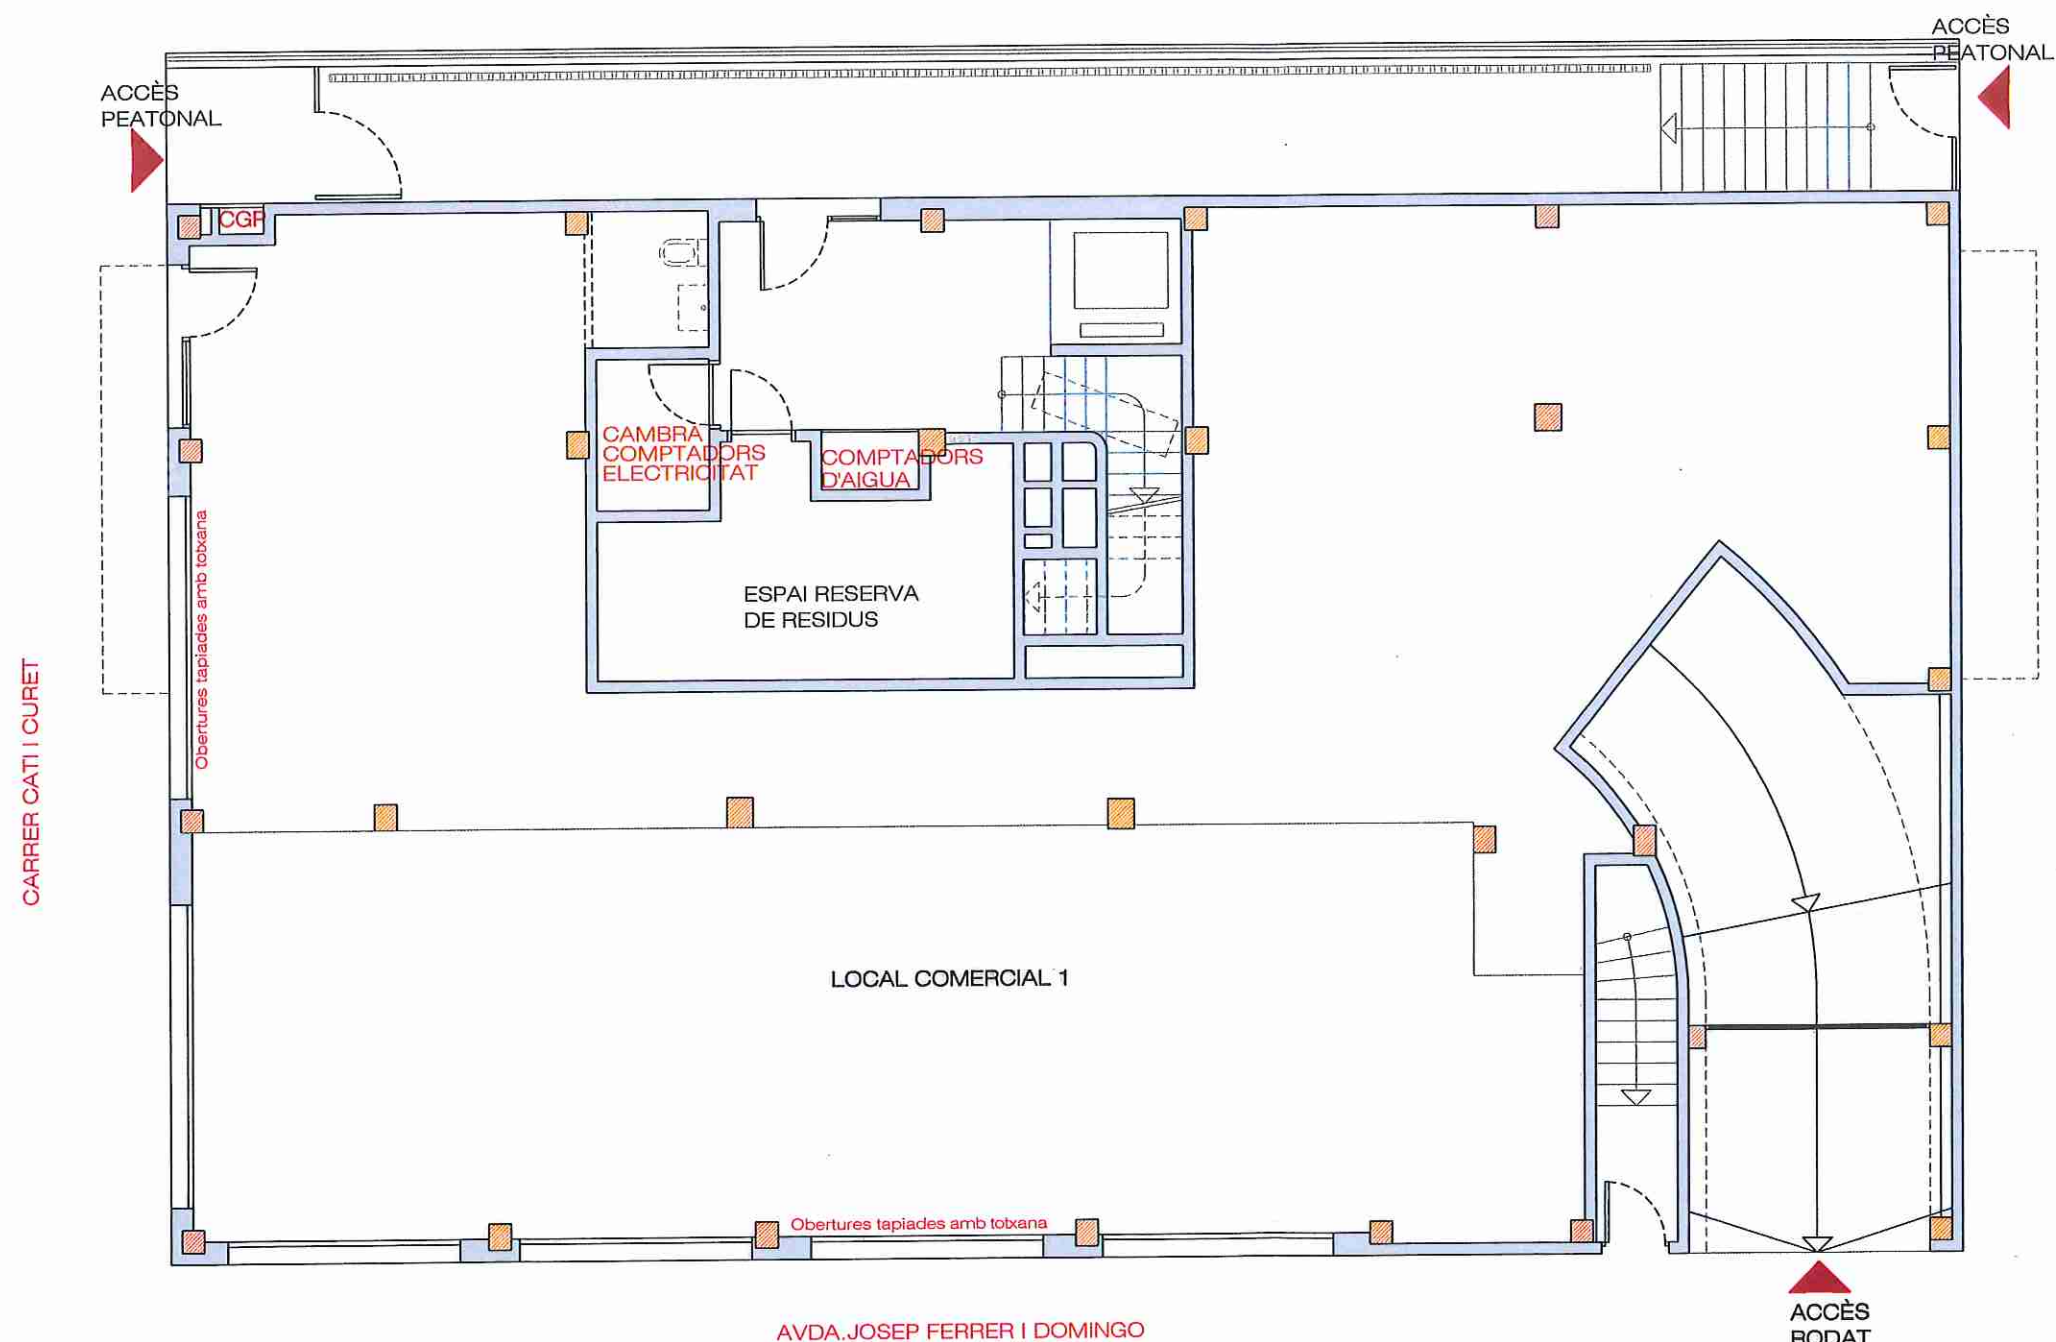 ACCÈS
PEATONAL
ACCÈS
PEATONAL
CGP
CAMBRA
COMPTADORS
ELECTRICITAT
COMPTADORS
D'AIGUA
Obertures tapiades amb totxana
ESPAI RESERVA
DE RESIDUS
CARRER CATI I CURET
LOCAL COMERCIAL 1
Obertures tapiades amb totxana
ACCÈS
RODAT
AVDA.JOSEP FERRER I DOMINGO